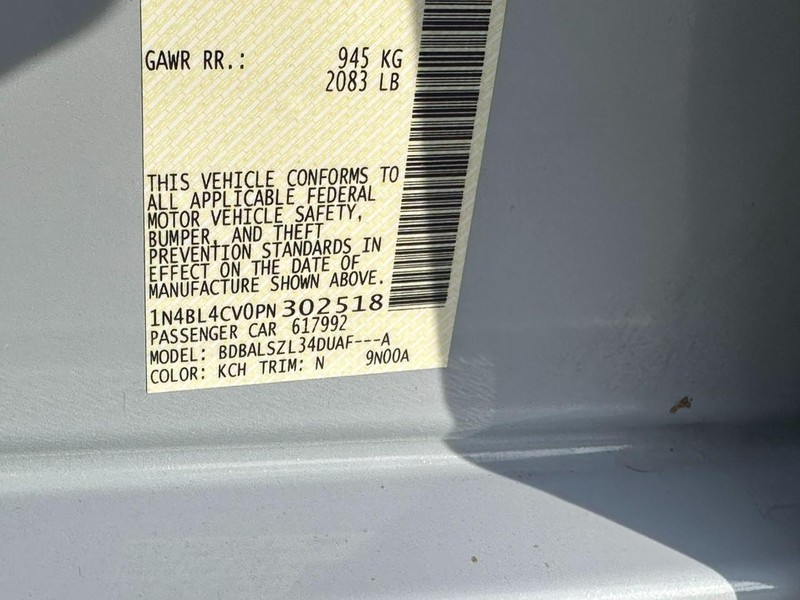 GAWR RR.: 945 KG
2083 LB
THIS VEHICLE CONFORMS TO
ALL APPLICABLE FEDERAL
MOTOR VEHICLE SAFETY,
BUMPER, AND THEFT
PREVENTION STANDARDS IN
EFFECT ON THE DATE OF
MANUFACTURE SHOWN ABOVE.
1N4BL4CV0PN302518
PASSENGER CAR 617992
MODEL: BDBALSZL34DUAF---A
COLOR: KCH TRIM: N 9N00A